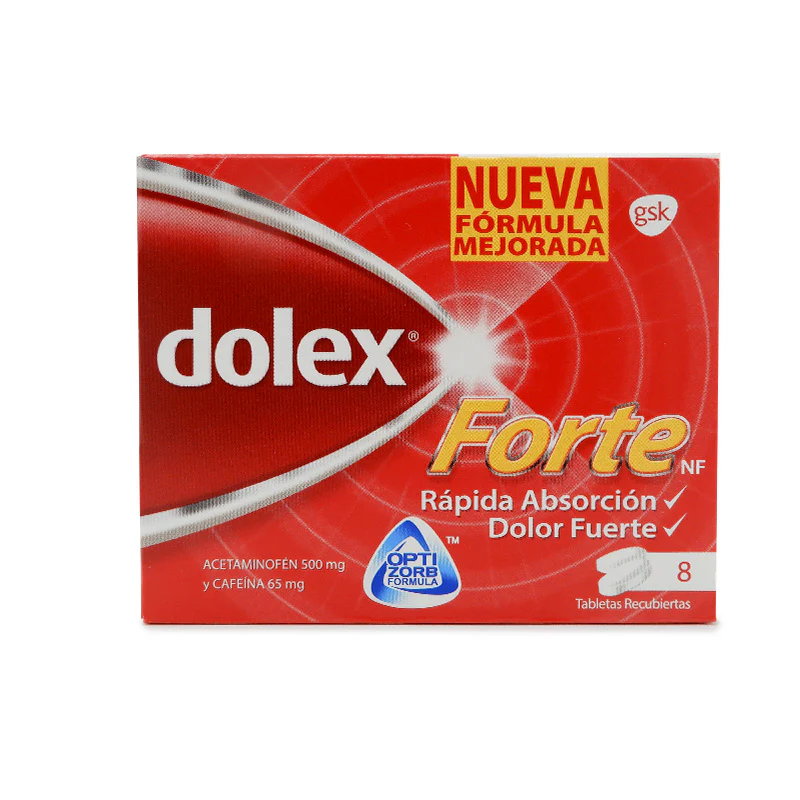 NUEVA
FÓRMULA
MEJORADA
gsk
dolex®
Forte NF
Rápida Absorción ✓
Dolor Fuerte ✓
ACETAMINOFÉN 500 mg
y CAFEÍNA 65 mg
OPTI
ZORB
FÓRMULA
™
8
Tabletas Recubiertas